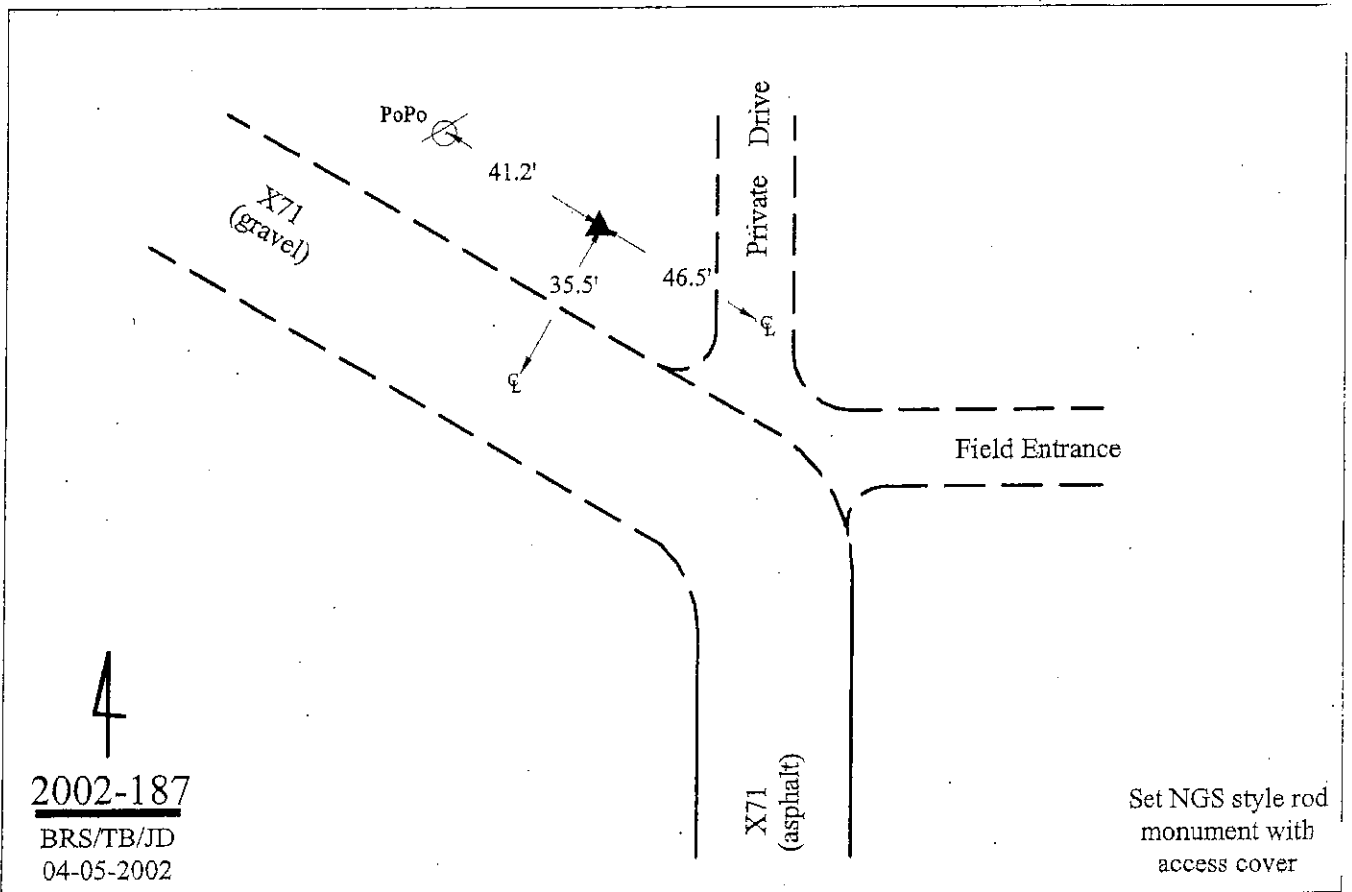 PoPo
Private Drive
41.2'
X71
(gravel)
46.5'
35.5'
℄
℄
Field Entrance
X71
(asphalt)
2002-187
BRS/TB/JD
04-05-2002
Set NGS style rod
monument with
access cover